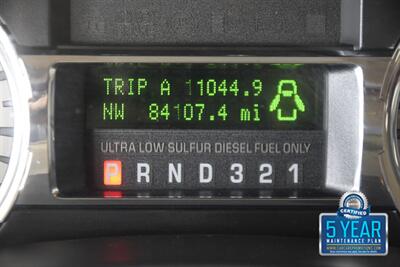 TRIP A 11044.9
NW 84107.4 mi
ULTRA LOW SULFUR DIESEL FUEL ONLY
P R N D 3 2 1
CERTIFIED
5 YEAR
MAINTENANCE PLAN